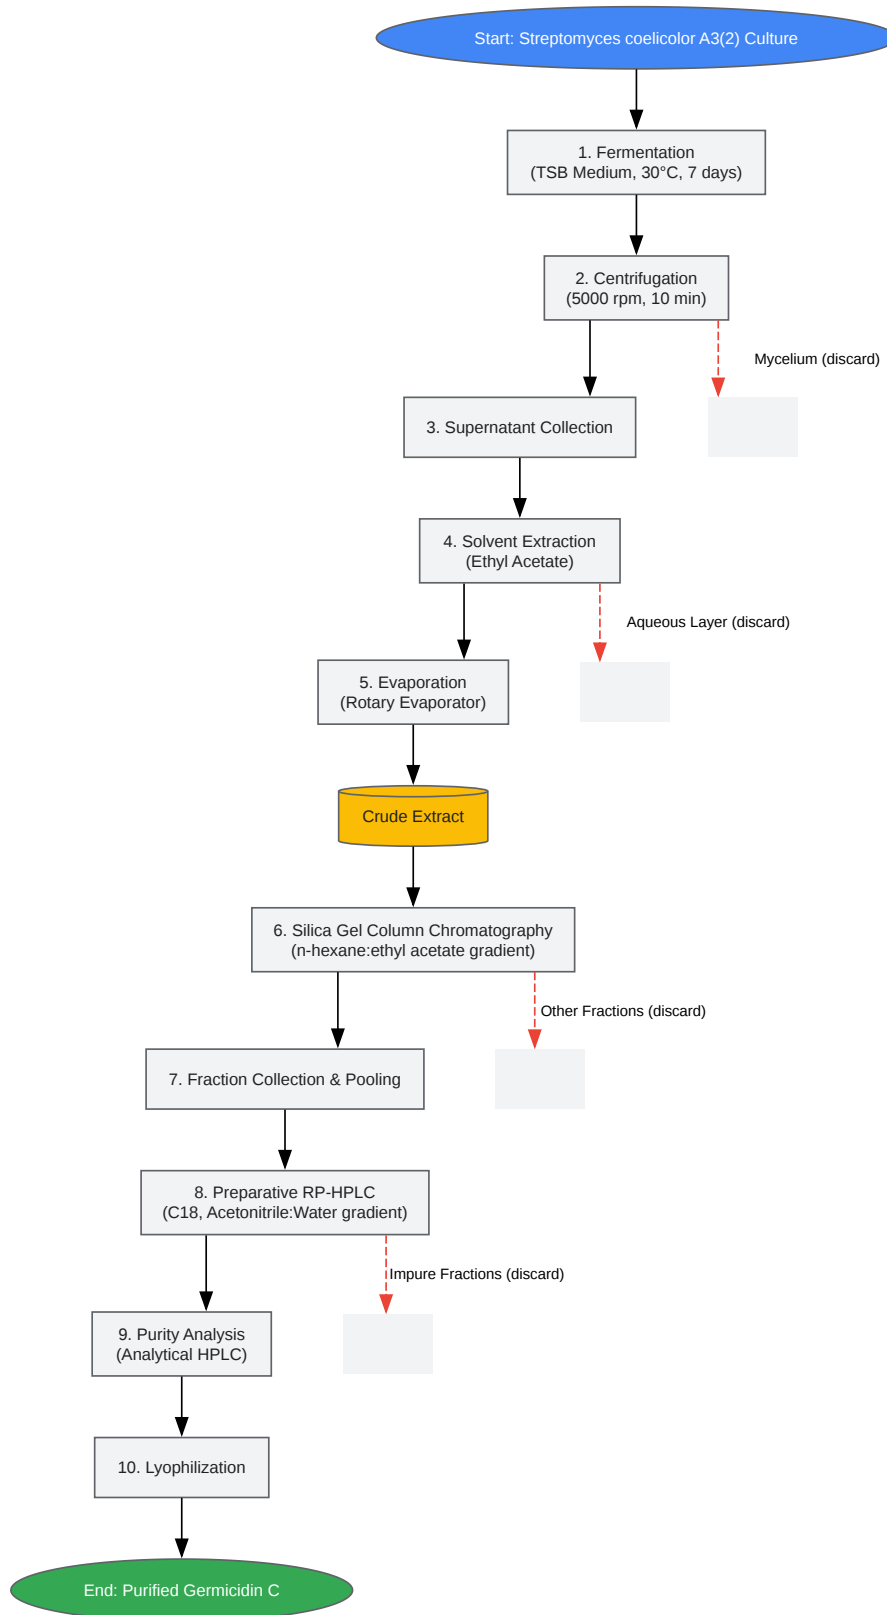 Start: Streptomyces coelicolor A3(2) Culture
1. Fermentation
(TSB Medium, 30°C, 7 days)
2. Centrifugation
(5000 rpm, 10 min)
Mycelium (discard)
3. Supernatant Collection
4. Solvent Extraction
(Ethyl Acetate)
Aqueous Layer (discard)
5. Evaporation
(Rotary Evaporator)
Crude Extract
6. Silica Gel Column Chromatography
(n-hexane:ethyl acetate gradient)
Other Fractions (discard)
7. Fraction Collection & Pooling
8. Preparative RP-HPLC
(C18, Acetonitrile:Water gradient)
Impure Fractions (discard)
9. Purity Analysis
(Analytical HPLC)
10. Lyophilization
End: Purified Germicidin C